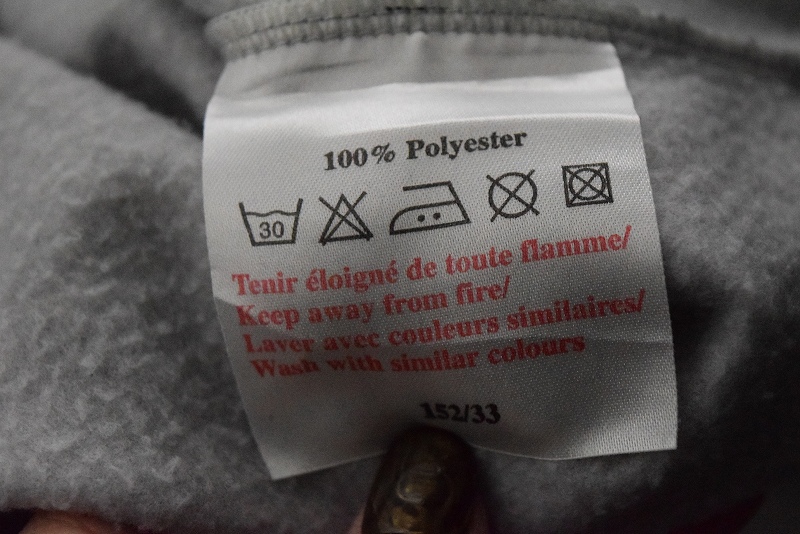 100% Polyester
30
Tenir éloigné de toute flamme/
Keep away from fire/
Laver avec couleurs similaires/
Wash with similar colours
152/33